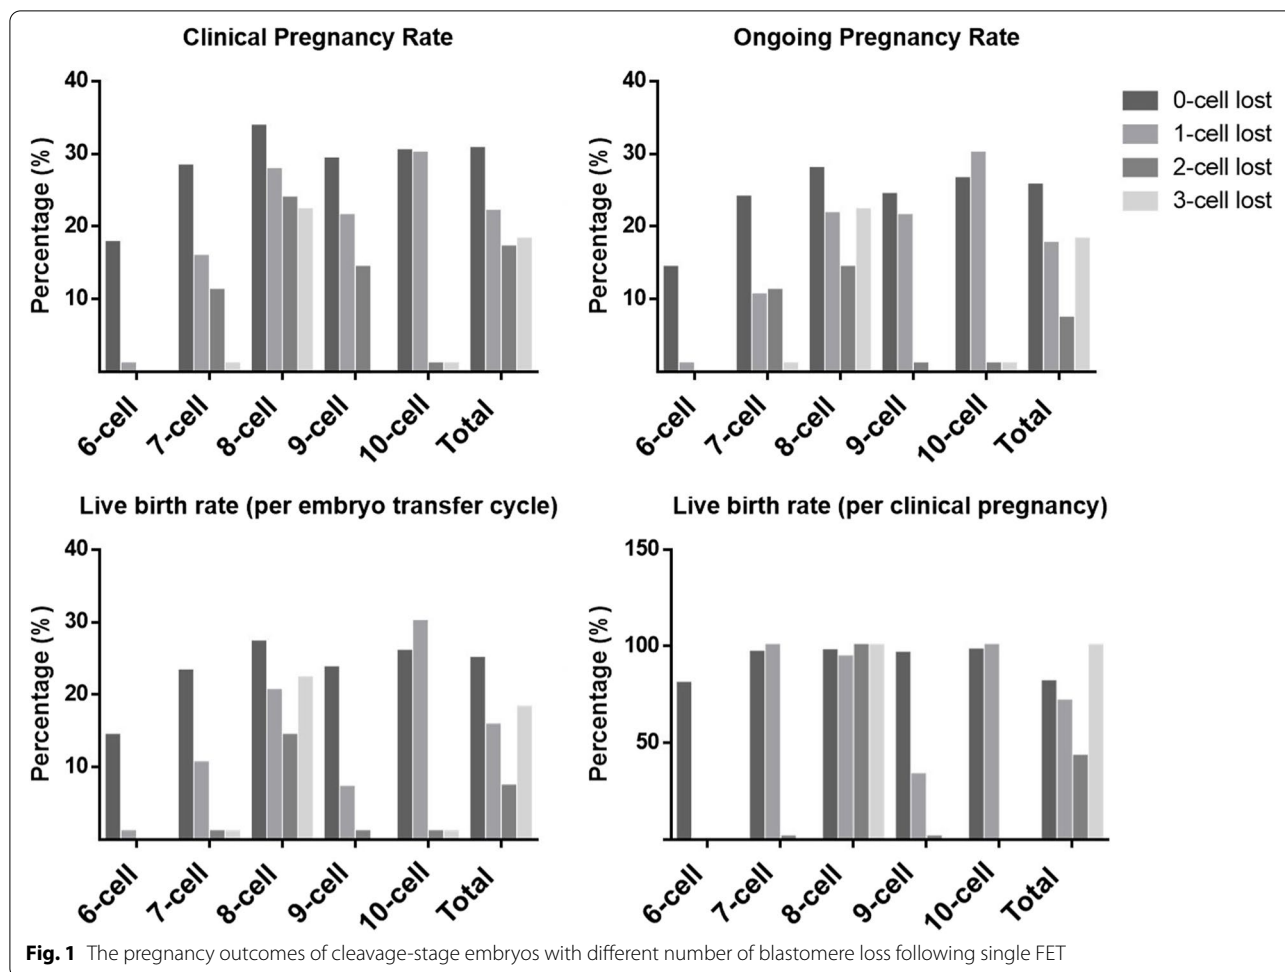 Clinical Pregnancy Rate
Percentage (%)
40
30
20
10
6-cell
7-cell
8-cell
9-cell
10-cell
Total
Ongoing Pregnancy Rate
Percentage (%)
40
30
20
10
6-cell
7-cell
8-cell
9-cell
10-cell
Total
0-cell lost
1-cell lost
2-cell lost
3-cell lost
Live birth rate (per embryo transfer cycle)
Percentage (%)
40
30
20
10
6-cell
7-cell
8-cell
9-cell
10-cell
Total
Live birth rate (per clinical pregnancy)
Percentage (%)
150
100
50
6-cell
7-cell
8-cell
9-cell
10-cell
Total
Fig. 1 The pregnancy outcomes of cleavage-stage embryos with different number of blastomere loss following single FET